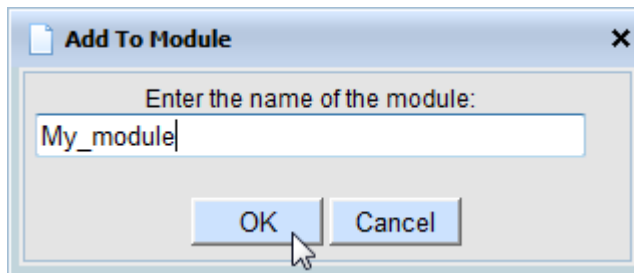 Add To Module
Enter the name of the module:
My_module
OK Cancel